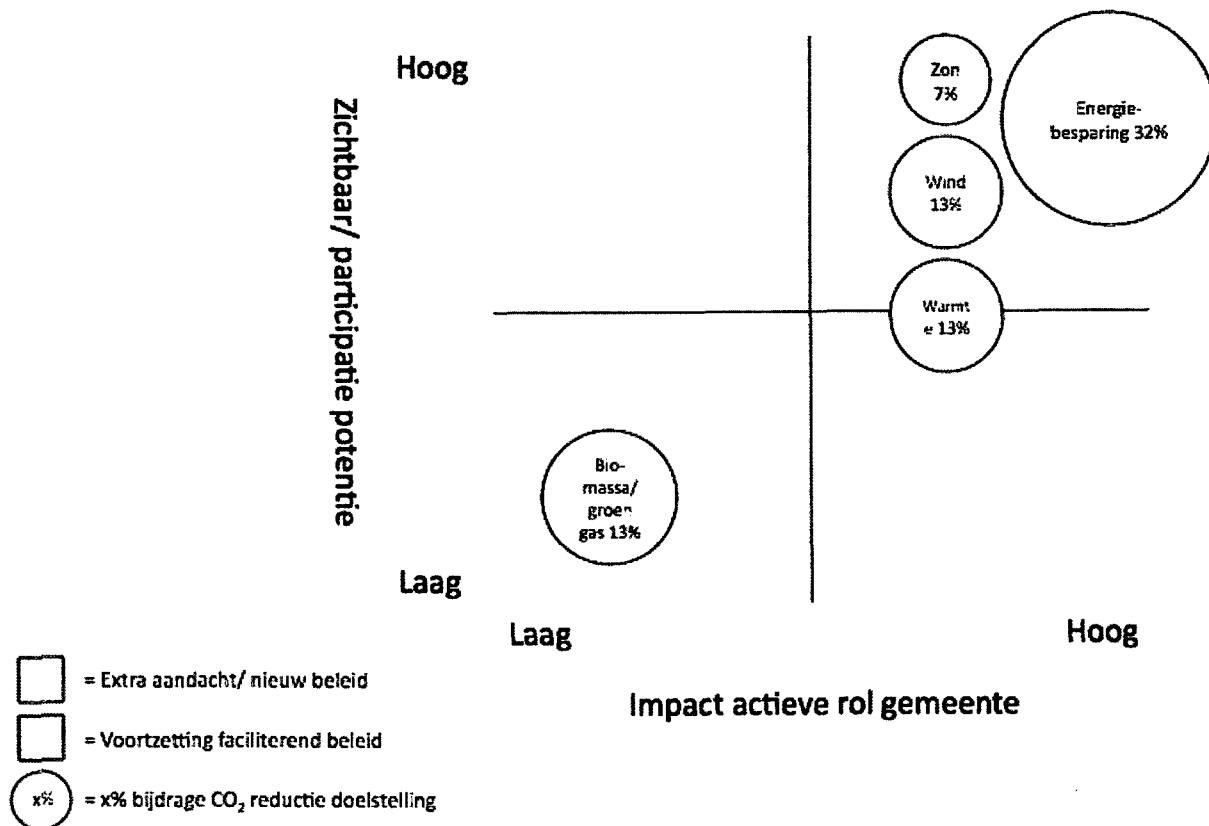 Hoog
Zichtbaar/ participatie potentie
Zon
7%
Energie-
besparing 32%
Wind
13%
Warmt
e 13%
Bio-
massa/
groen
gas 13%
Laag
Laag
Hoog
Impact actieve rol gemeente
= Extra aandacht/ nieuw beleid
= Voortzetting faciliterend beleid
x% = x% bijdrage CO₂ reductie doelstelling